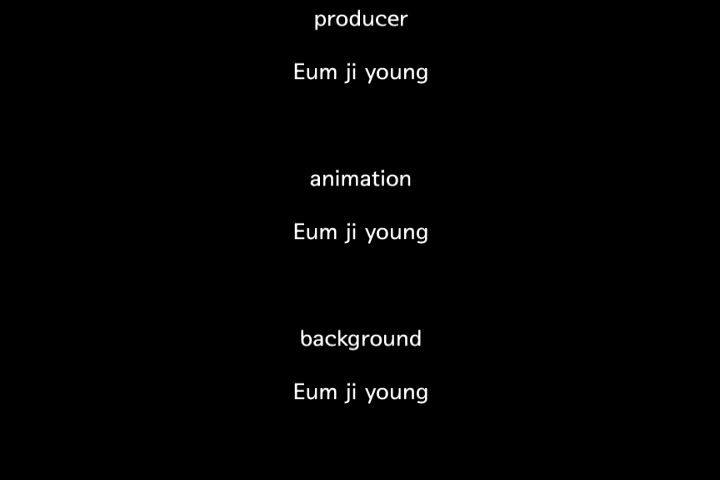 producer
Eum ji young
animation
Eum ji young
background
Eum ji young